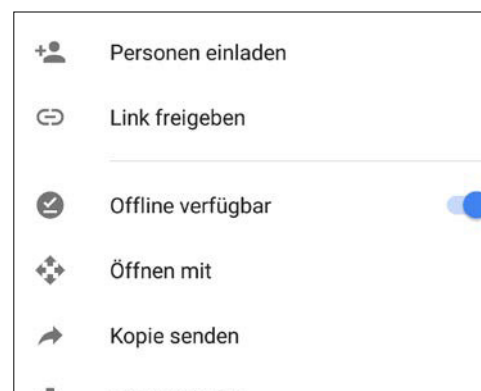 Personen einladen
Link freigeben
Offline verfügbar
Öffnen mit
Kopie senden